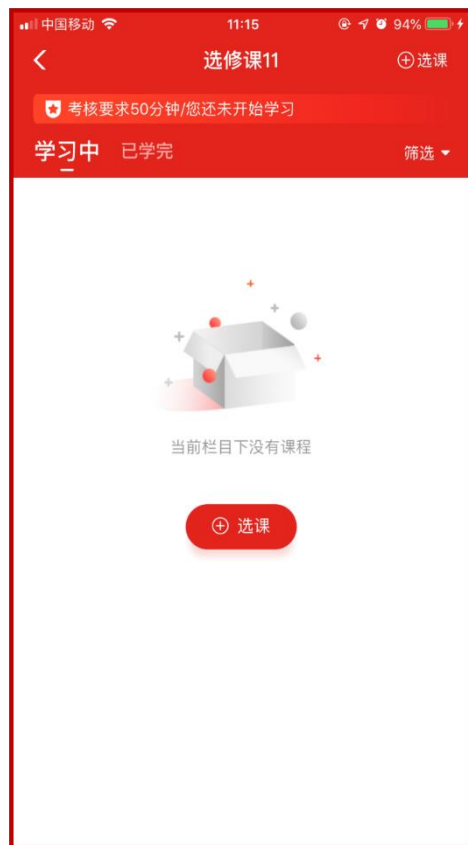 中国移动 11:15 94%
选修课11 选课
考核要求50分钟/您还未开始学习
学习中 已学完 筛选
当前栏目下没有课程
选课